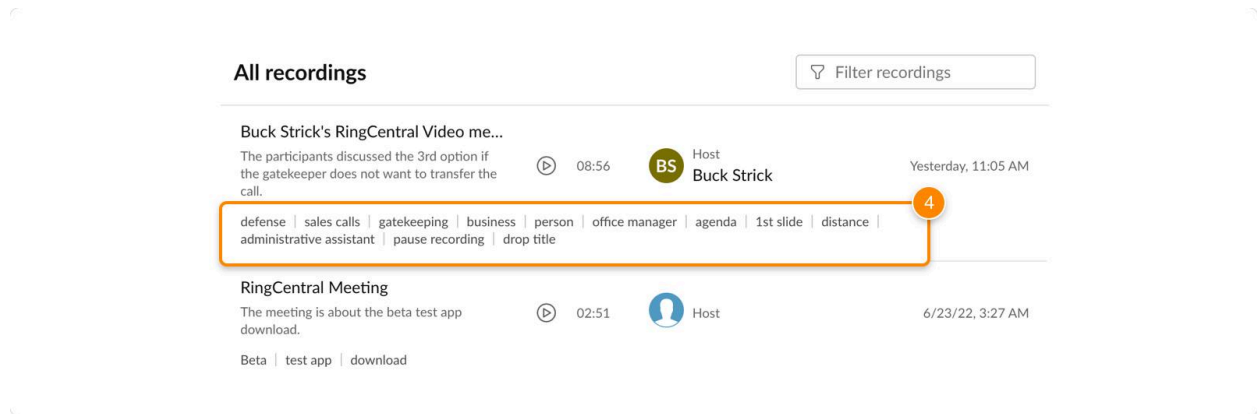 All recordings
Filter recordings
Buck Strick's RingCentral Video me...
The participants discussed the 3rd option if
the gatekeeper does not want to transfer the
call.
08:56
BS
Host
Buck Strick
Yesterday, 11:05 AM
4
defense | sales calls | gatekeeping | business | person | office manager | agenda | 1st slide | distance |
administrative assistant | pause recording | drop title
RingCentral Meeting
The meeting is about the beta test app
download.
02:51
Host
6/23/22, 3:27 AM
Beta | test app | download